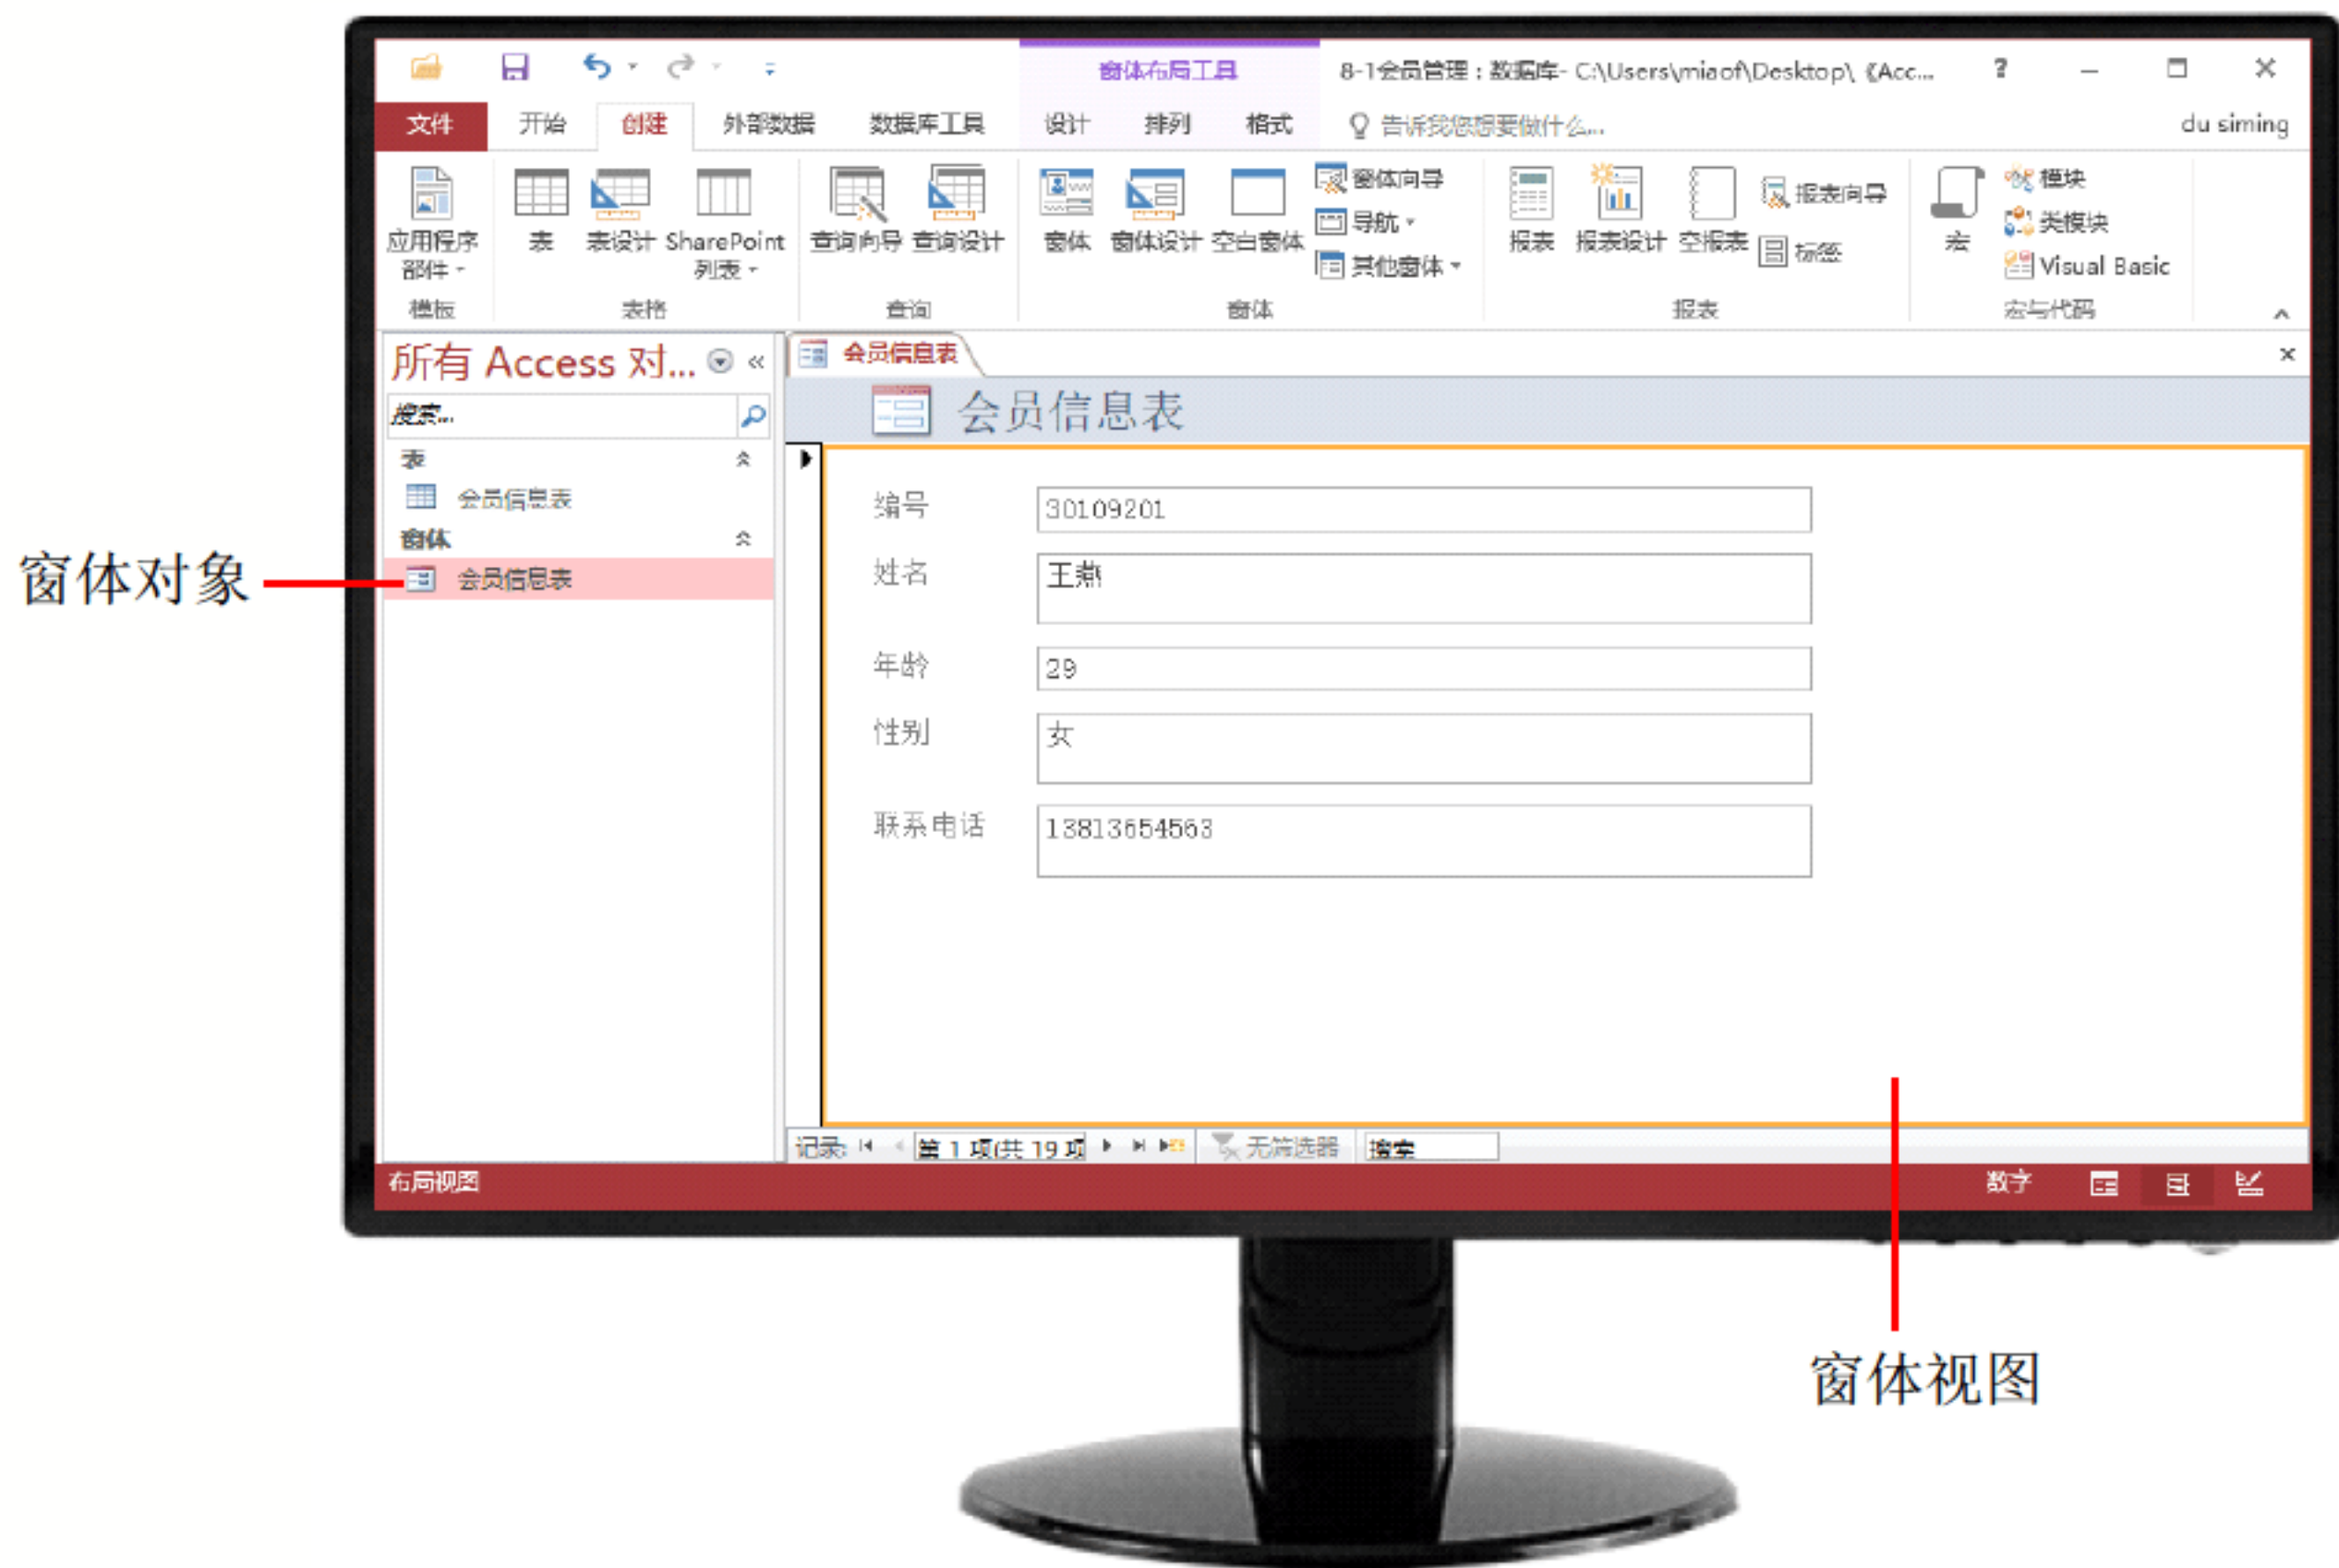 窗体布局工具 8-1会员管理：数据库- C:\Users\miaof\Desktop\《Acc... ?
文件 开始 创建 外部数据 数据库工具 设计 排列 格式 告诉我您想要做什么... du siming
应用程序部件 表 表设计 SharePoint列表 查询向导 查询设计 窗体 窗体设计 空白窗体 窗体向导 导航 其他窗体 报表 报表设计 空报表 报表向导 标签 宏 模块 类模块 Visual Basic
模板 表格 查询 窗体 报表 宏与代码
所有 Access 对... «
搜索...
表
会员信息表
窗体
会员信息表
窗体对象
会员信息表
会员信息表
编号 30109201
姓名 王燕
年龄 29
性别 女
联系电话 13813654563
记录: 第 1 项(共 19 项 无筛选器 搜索
布局视图 数字
窗体视图